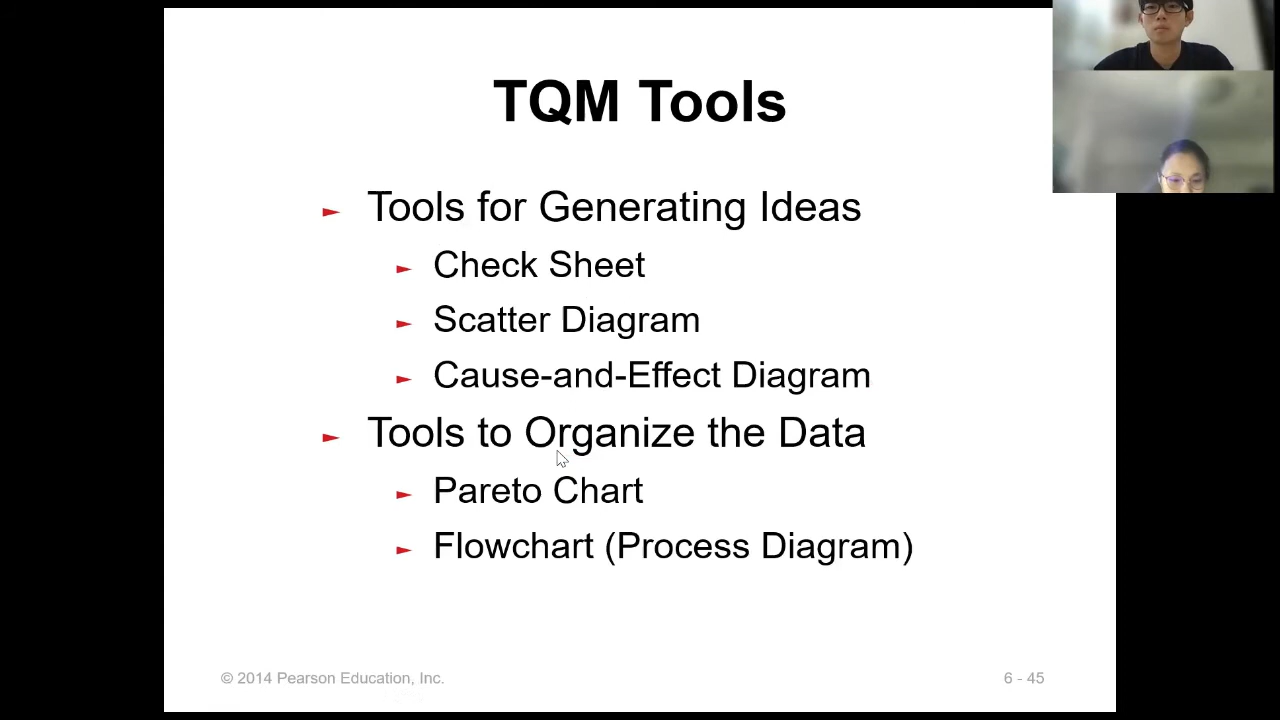 TQM Tools
► Tools for Generating Ideas
► Check Sheet
► Scatter Diagram
► Cause-and-Effect Diagram
► Tools to Organize the Data
► Pareto Chart
► Flowchart (Process Diagram)
© 2014 Pearson Education, Inc.
6 - 45